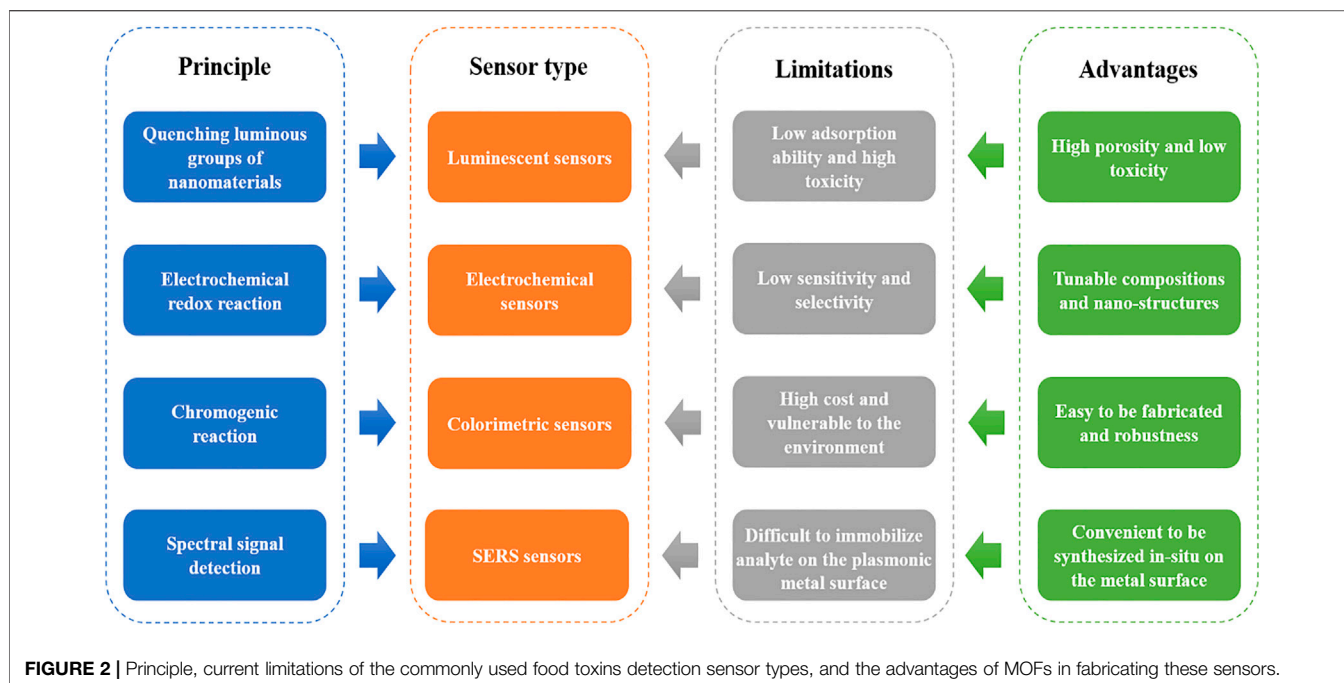 Principle
Sensor type
Limitations
Advantages
Quenching luminous
groups of
nanomaterials
Luminescent sensors
Low adsorption
ability and high
toxicity
High porosity and low
toxicity
Electrochemical
redox reaction
Electrochemical
sensors
Low sensitivity and
selectivity
Tunable compositions
and nano-structures
Chromogenic
reaction
Colorimetric sensors
High cost and
vulnerable to the
environment
Easy to be fabricated
and robustness
Spectral signal
detection
SERS sensors
Difficult to immobilize
analyte on the plasmonic
metal surface
Convenient to be
synthesized in-situ on
the metal surface
FIGURE 2 | Principle, current limitations of the commonly used food toxins detection sensor types, and the advantages of MOFs in fabricating these sensors.